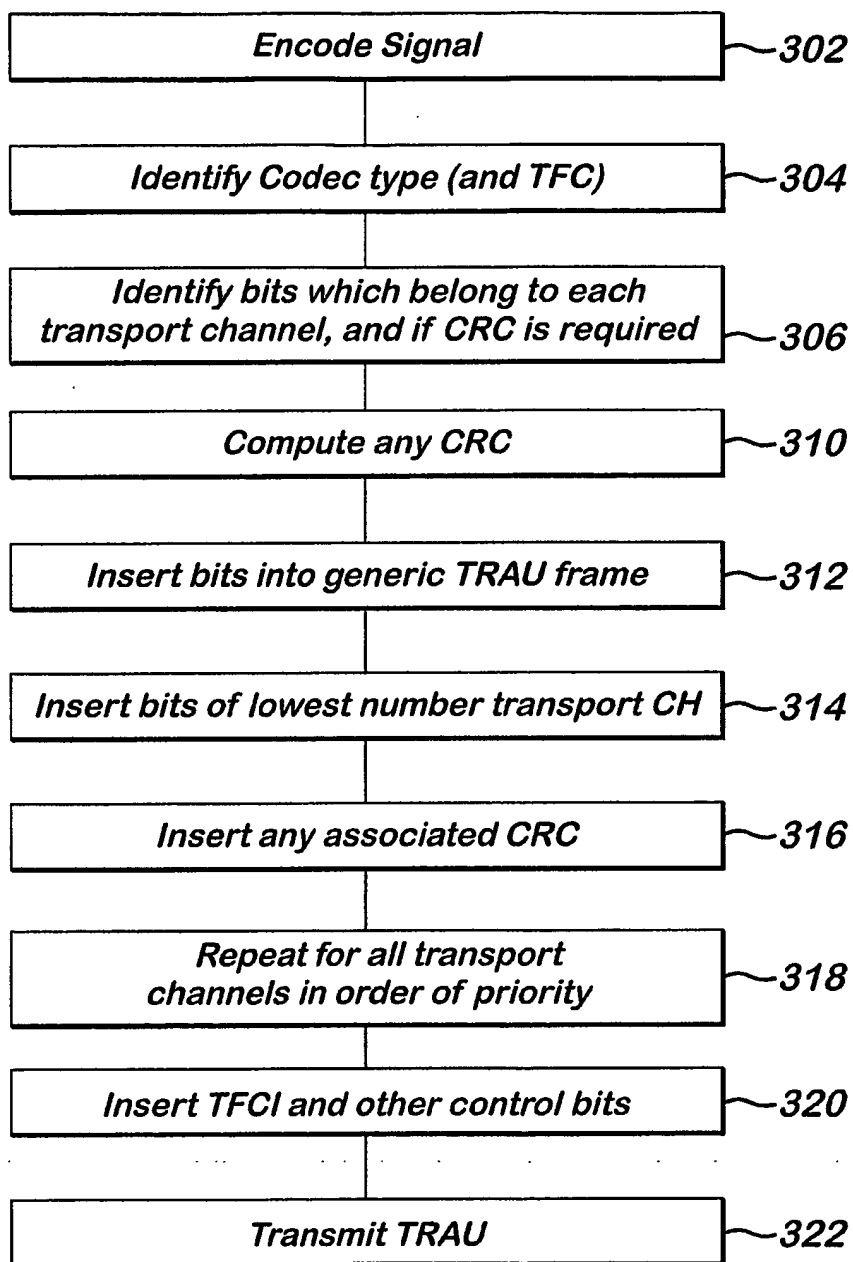 Encode Signal 302
Identify Codec type (and TFC) 304
Identify bits which belong to each
transport channel, and if CRC is required 306
Compute any CRC 310
Insert bits into generic TRAU frame 312
Insert bits of lowest number transport CH 314
Insert any associated CRC 316
Repeat for all transport
channels in order of priority 318
Insert TFCI and other control bits 320
Transmit TRAU 322